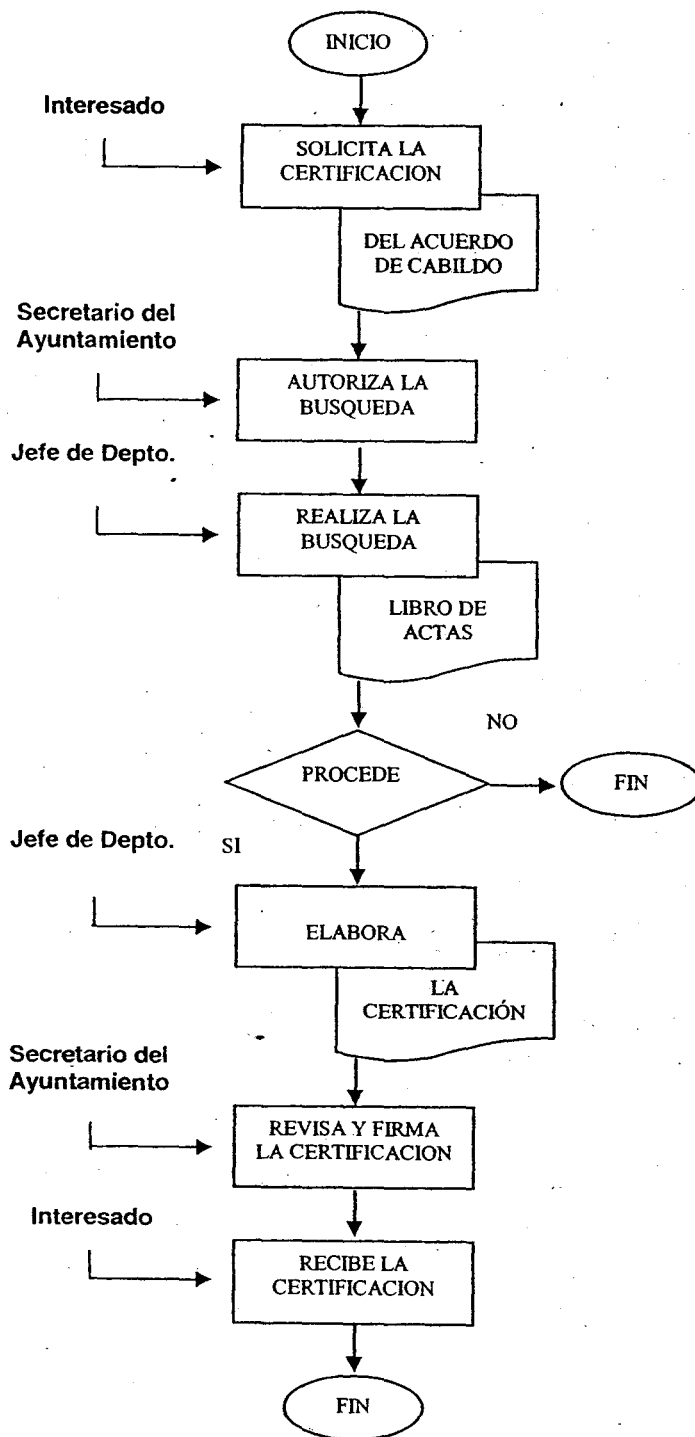 INICIO
Interesado
SOLICITA LA
CERTIFICACION
DEL ACUERDO
DE CABILDO
Secretario del
Ayuntamiento
AUTORIZA LA
BUSQUEDA
Jefe de Depto.
REALIZA LA
BUSQUEDA
LIBRO DE
ACTAS
NO
PROCEDE
FIN
Jefe de Depto.
SI
ELABORA
LA
CERTIFICACIÓN
Secretario del
Ayuntamiento
REVISA Y FIRMA
LA CERTIFICACION
Interesado
RECIBE LA
CERTIFICACION
FIN